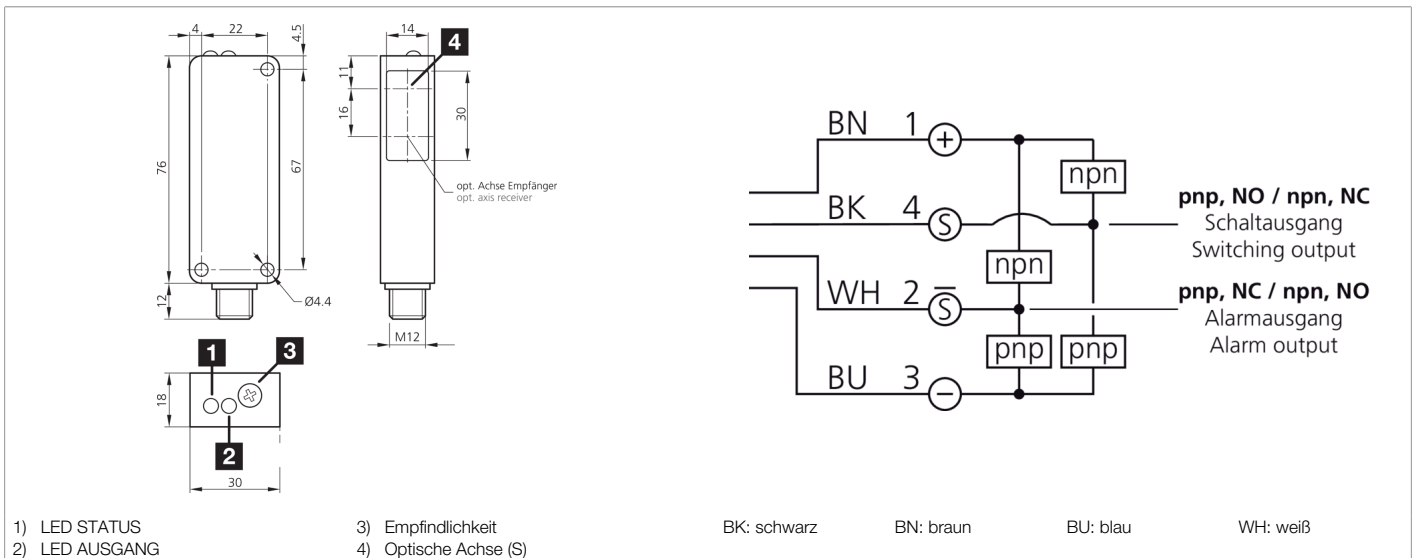 4 22 4.5
76
67
12
Ø4.4
14
4
11
16
30
opt. Achse Empfänger
opt. axis receiver
M12
1
3
18
2
30
BN 1 +
npn
pnp, NO / npn, NC
BK 4 S
Schaltausgang
Switching output
npn
pnp, NC / npn, NO
WH 2 S̅
Alarmausgang
Alarm output
pnp pnp
BU 3 −
1) LED STATUS
2) LED AUSGANG
3) Empfindlichkeit
4) Optische Achse (S)
BK: schwarz BN: braun BU: blau WH: weiß